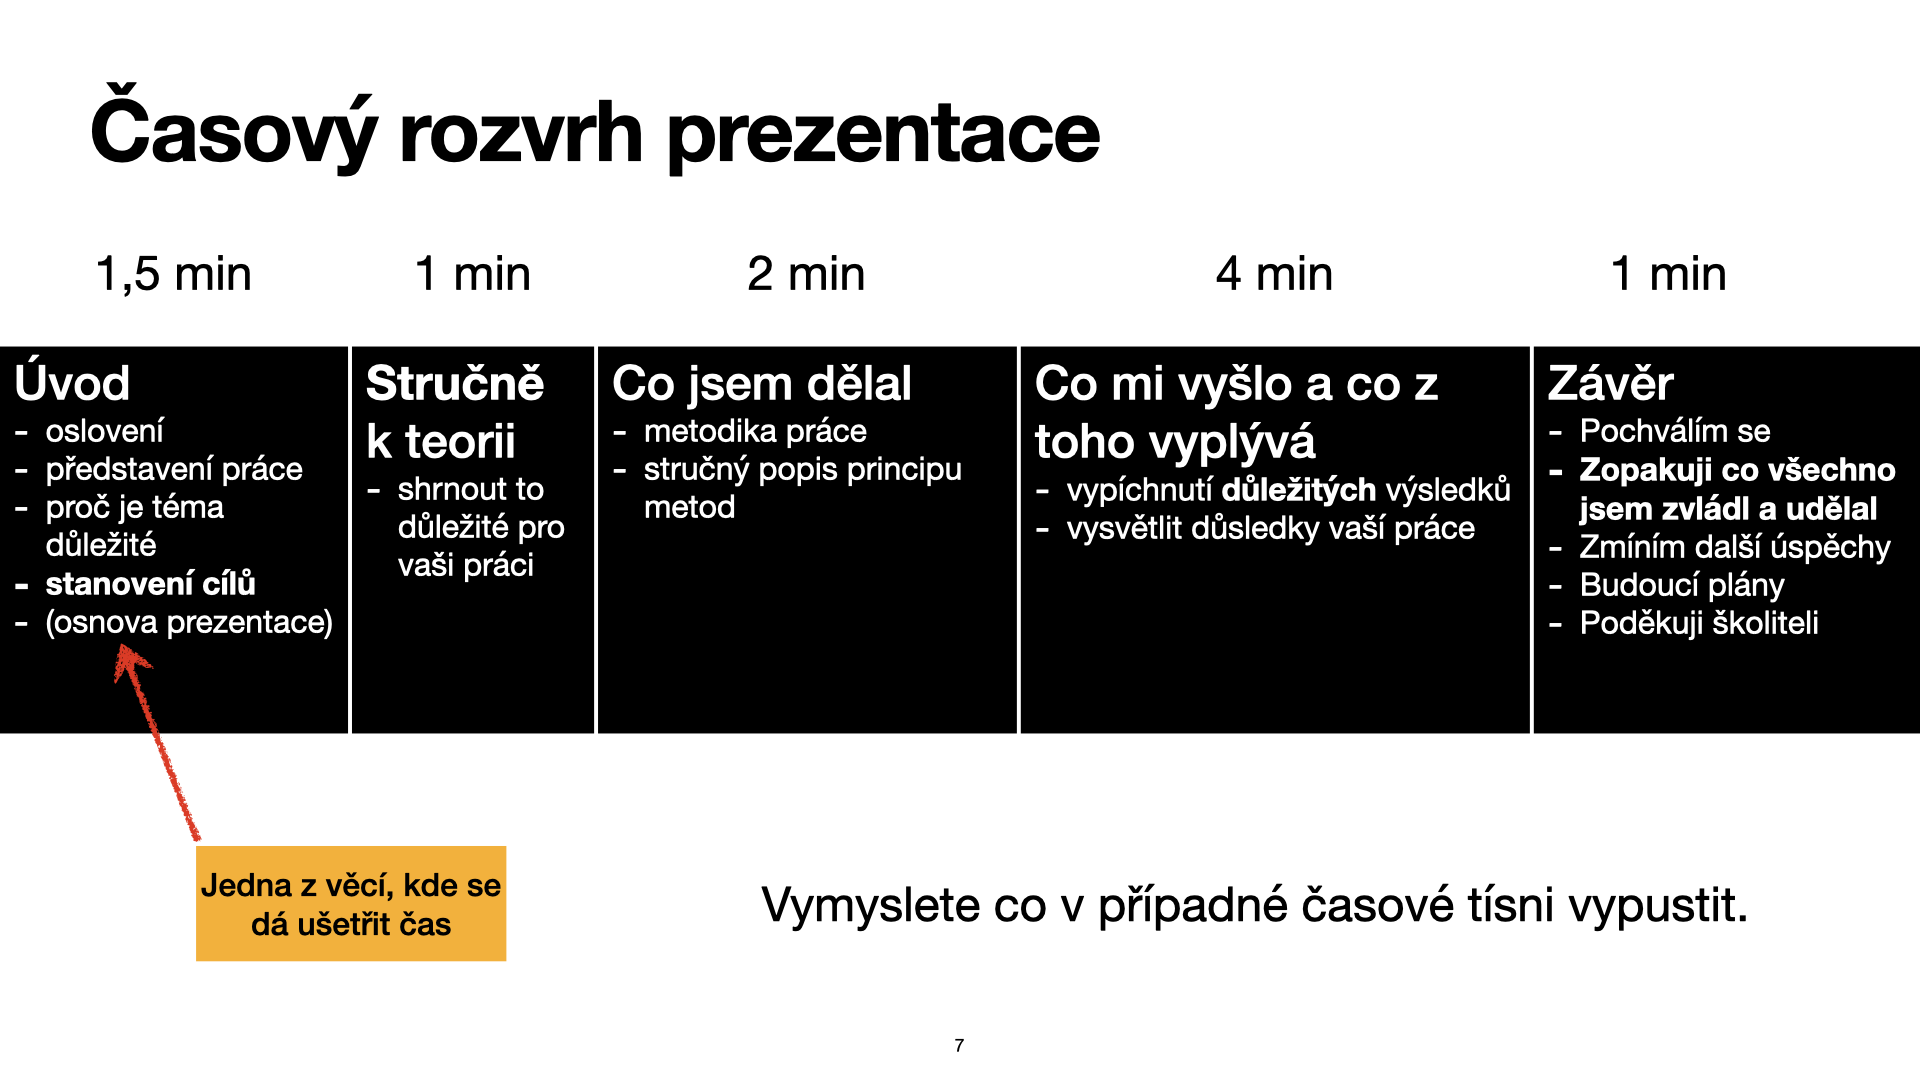 Časový rozvrh prezentace
1,5 min
1 min
2 min
4 min
1 min
Úvod
- oslovení
- představení práce
- proč je téma
důležité
- stanovení cílů
- (osnova prezentace)
Stručně
k teorii
- shrnout to
důležité pro
vaši práci
Co jsem dělal
- metodika práce
- stručný popis principu
metod
Co mi vyšlo a co z
toho vyplývá
- vypíchnutí důležitých výsledků
- vysvětlit důsledky vaší práce
Závěr
- Pochválím se
- Zopakuji co všechno
jsem zvládl a udělal
- Zmíním další úspěchy
- Budoucí plány
- Poděkuji školiteli
Jedna z věcí, kde se
dá ušetřit čas
Vymyslete co v případné časové tísni vypustit.
7